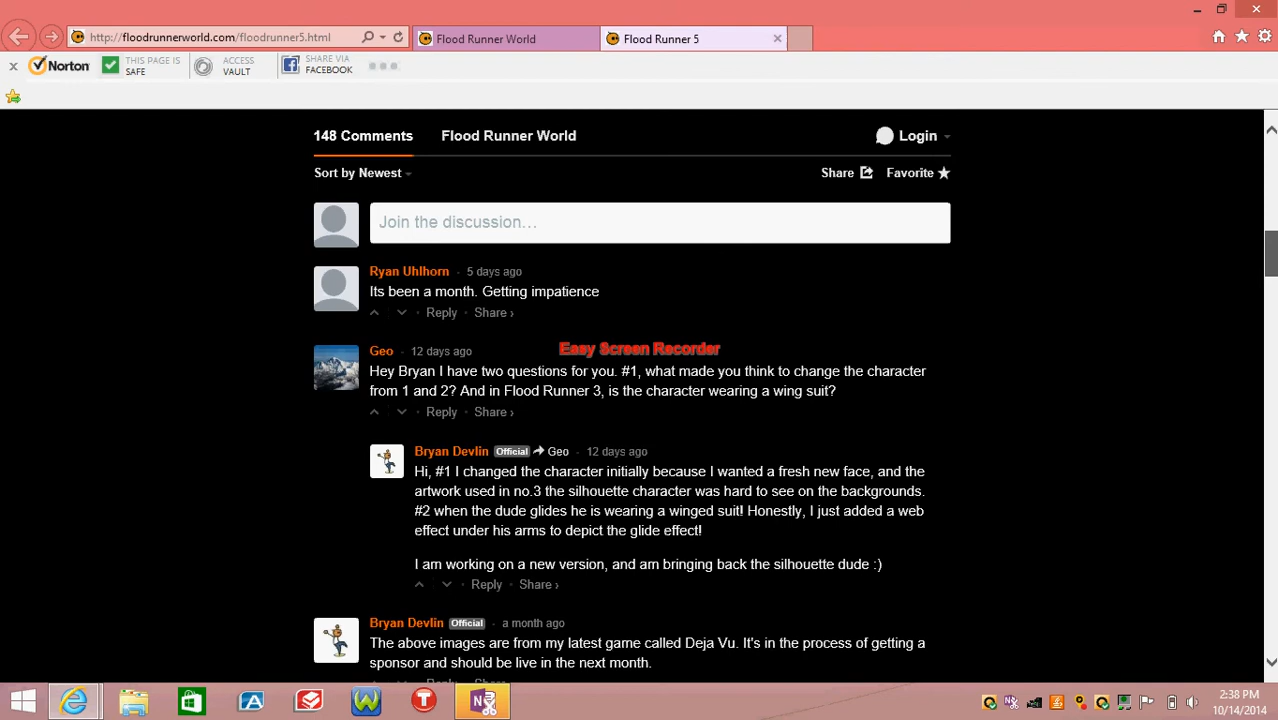 http://floodrunnerworld.com/floodrunner5.html
Flood Runner World
Flood Runner 5
Norton
THIS PAGE IS
SAFE
ACCESS
VAULT
SHARE VIA
FACEBOOK
148 Comments
Flood Runner World
Login
Sort by Newest
Share
Favorite
Join the discussion…
Ryan Uhlhorn · 5 days ago
Its been a month. Getting impatience
Reply · Share ›
Easy Screen Recorder
Geo · 12 days ago
Hey Bryan I have two questions for you. #1, what made you think to change the character
from 1 and 2? And in Flood Runner 3, is the character wearing a wing suit?
Reply · Share ›
Bryan Devlin Official Geo · 12 days ago
Hi, #1 I changed the character initially because I wanted a fresh new face, and the
artwork used in no.3 the silhouette character was hard to see on the backgrounds.
#2 when the dude glides he is wearing a winged suit! Honestly, I just added a web
effect under his arms to depict the glide effect!
I am working on a new version, and am bringing back the silhouette dude :)
Reply · Share ›
Bryan Devlin Official · a month ago
The above images are from my latest game called Deja Vu. It's in the process of getting a
sponsor and should be live in the next month.
2:38 PM
10/14/2014